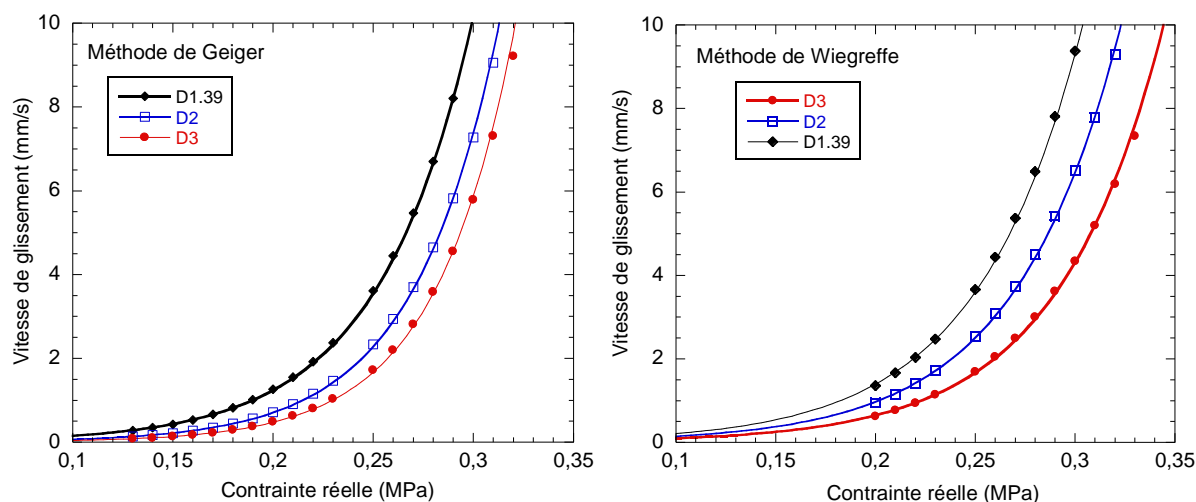 Méthode de Geiger
D1.39
D2
D3
Vitesse de glissement (mm/s)
10
8
6
4
2
0
0,1
0,15
0,2
0,25
0,3
0,35
Contrainte réelle (MPa)
Méthode de Wiegreffe
D3
D2
D1.39
Vitesse de glissement (mm/s)
10
8
6
4
2
0
0,1
0,15
0,2
0,25
0,3
0,35
Contrainte réelle (MPa)